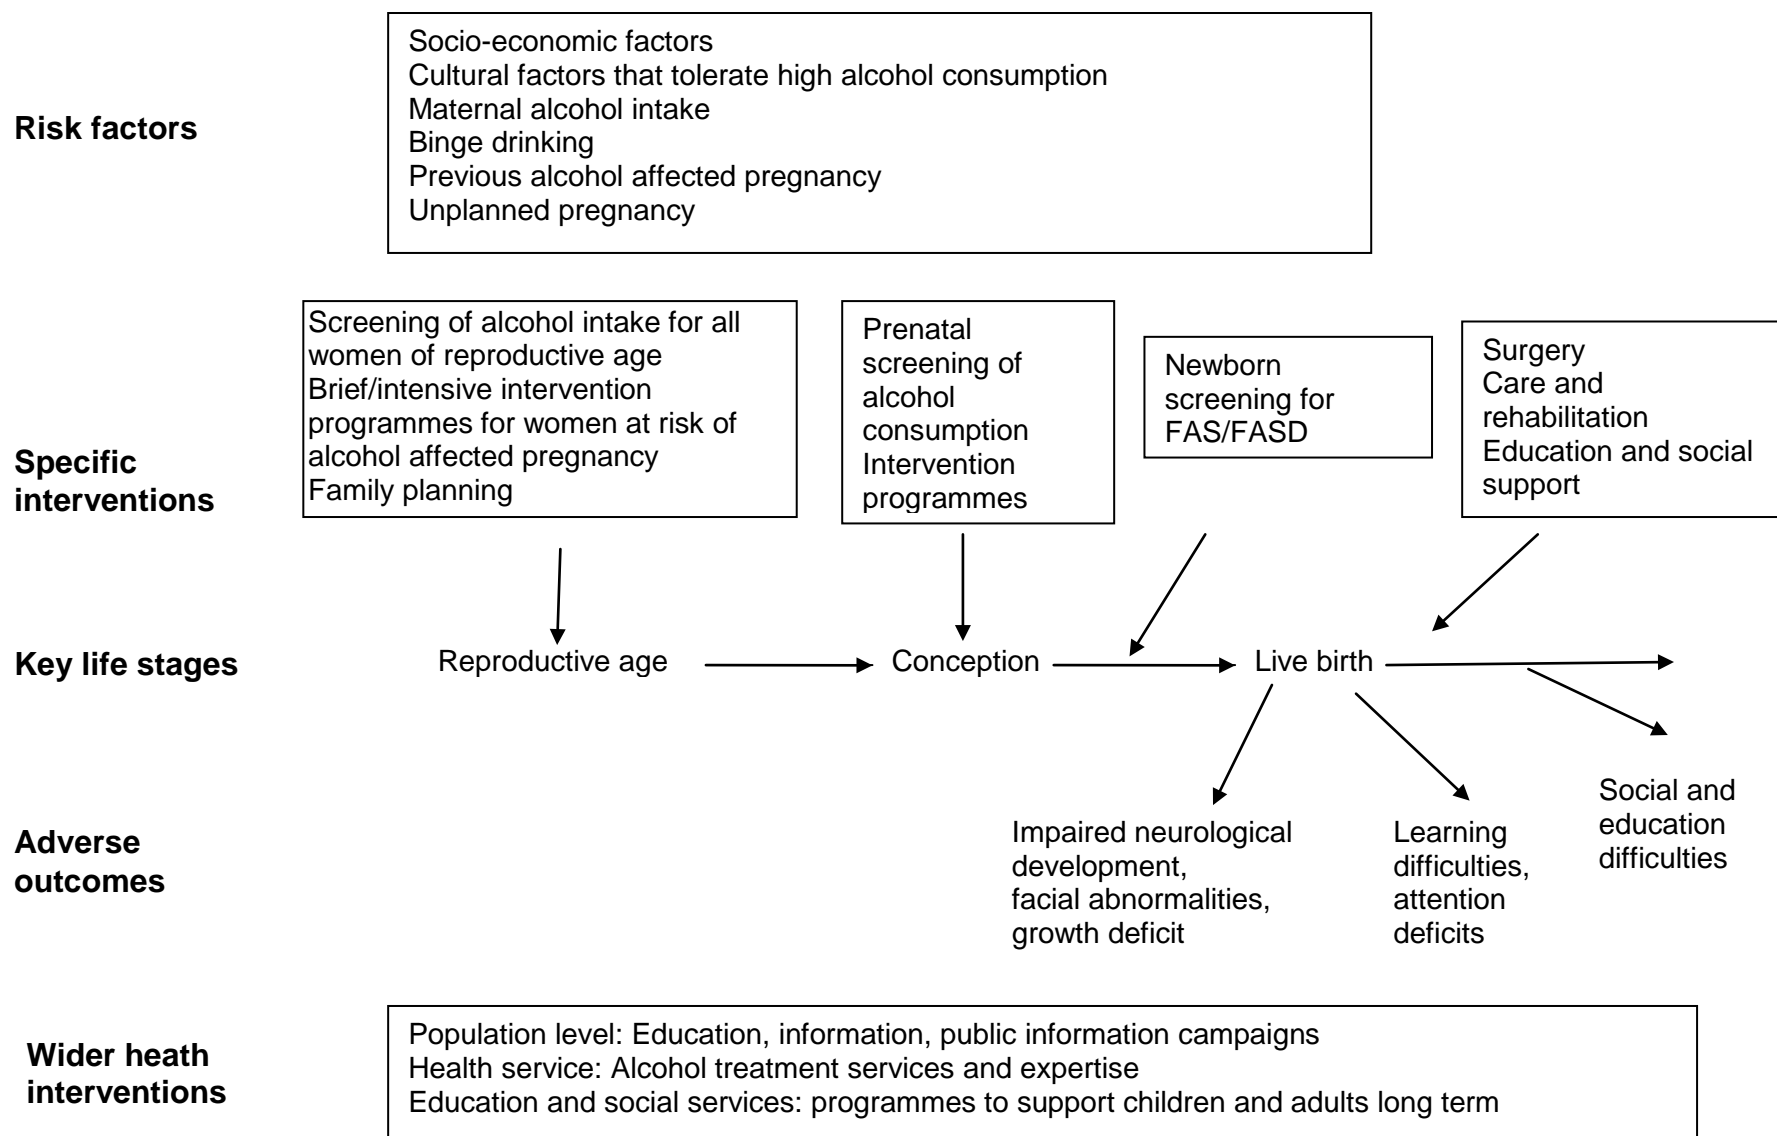 Risk factors
Socio-economic factors
Cultural factors that tolerate high alcohol consumption
Maternal alcohol intake
Binge drinking
Previous alcohol affected pregnancy
Unplanned pregnancy
Specific
interventions
Screening of alcohol intake for all
women of reproductive age
Brief/intensive intervention
programmes for women at risk of
alcohol affected pregnancy
Family planning
Prenatal
screening of
alcohol
consumption
Intervention
programmes
Newborn
screening for
FAS/FASD
Surgery
Care and
rehabilitation
Education and social
support
Key life stages
Reproductive age
Conception
Live birth
Adverse
outcomes
Impaired neurological
development,
facial abnormalities,
growth deficit
Learning
difficulties,
attention
deficits
Social and
education
difficulties
Wider heath
interventions
Population level: Education, information, public information campaigns
Health service: Alcohol treatment services and expertise
Education and social services: programmes to support children and adults long term